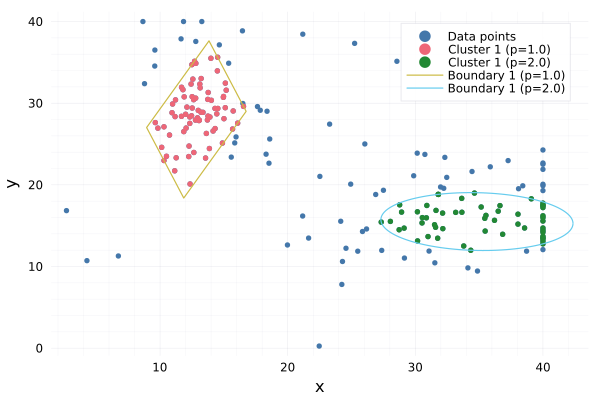 40
30
20
10
0
y
10
20
30
40
x
Data points
Cluster 1 (p=1.0)
Cluster 1 (p=2.0)
Boundary 1 (p=1.0)
Boundary 1 (p=2.0)